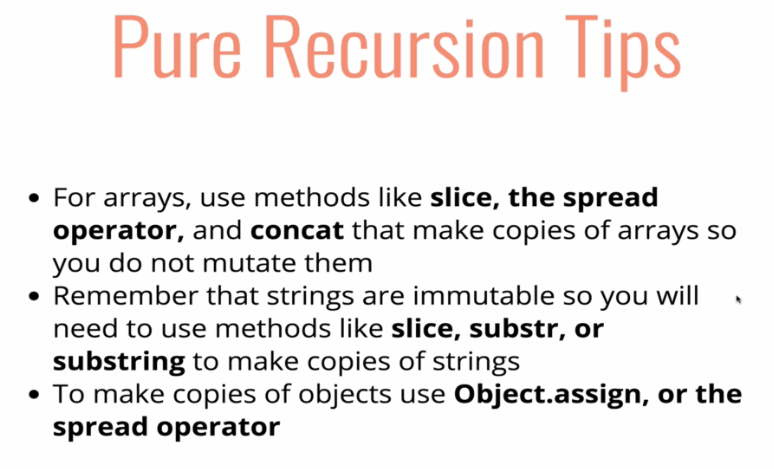 Pure Recursion Tips
• For arrays, use methods like slice, the spread
operator, and concat that make copies of arrays so
you do not mutate them
• Remember that strings are immutable so you will
need to use methods like slice, substr, or
substring to make copies of strings
• To make copies of objects use Object.assign, or the
spread operator